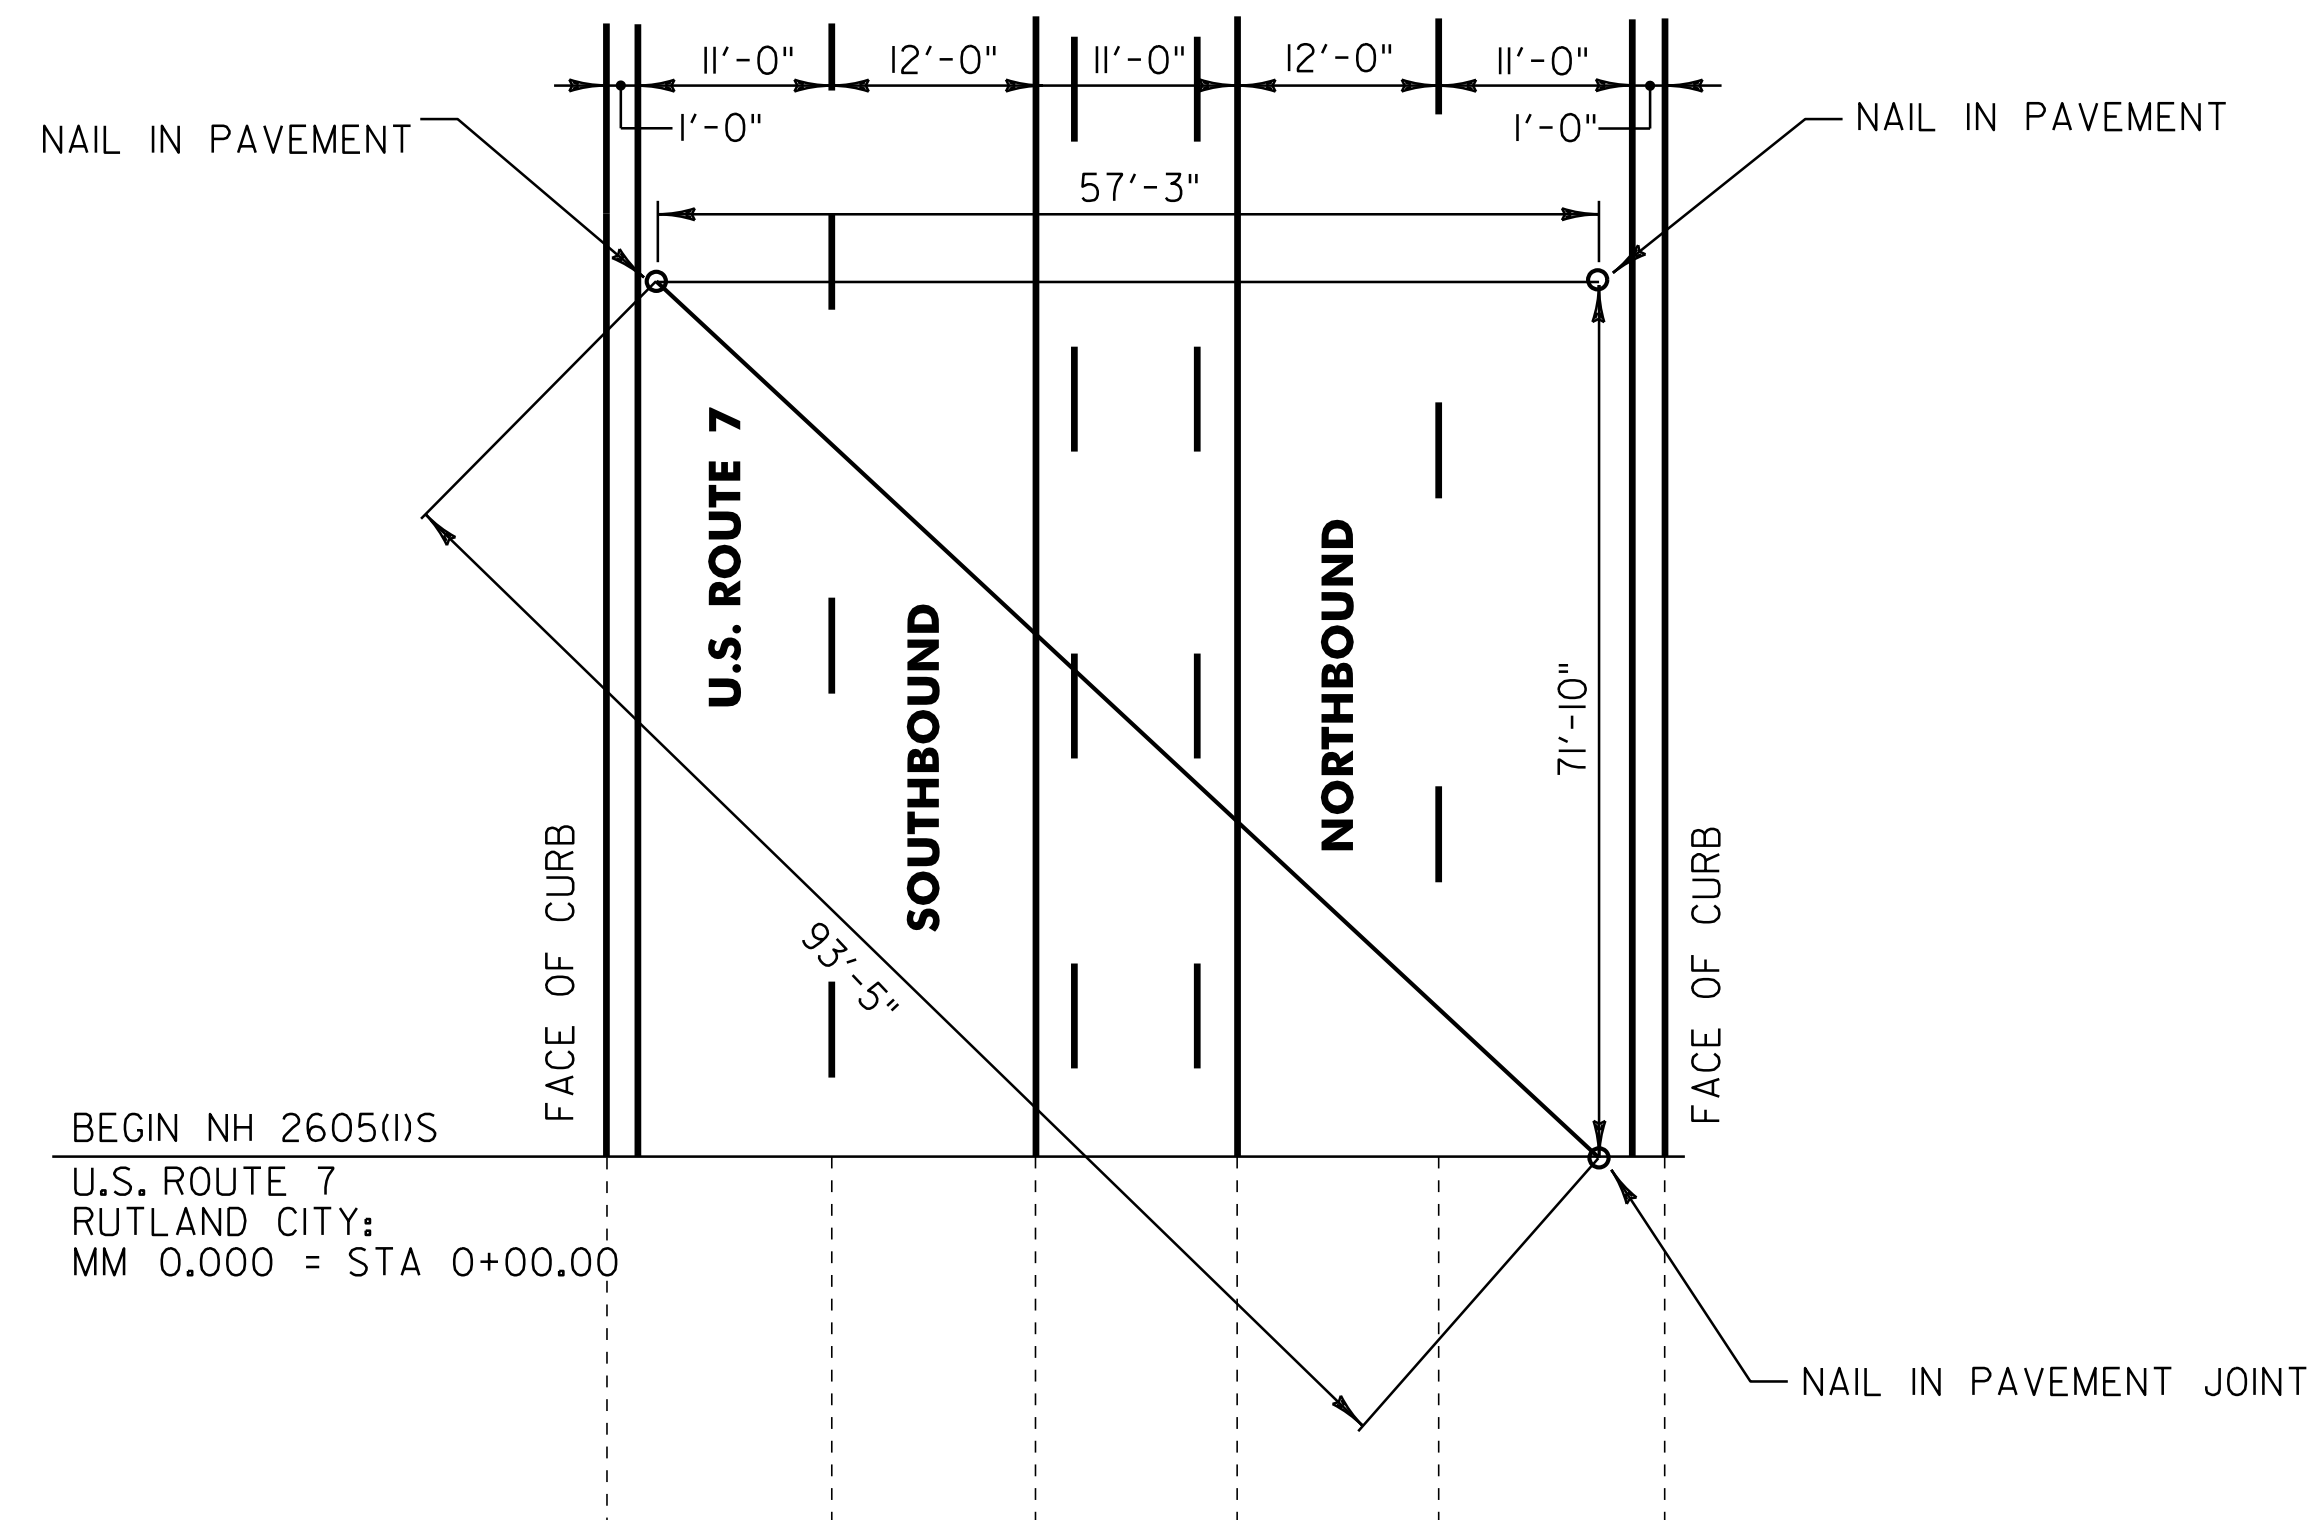 11'-0"
12'-0"
11'-0"
12'-0"
11'-0"
1'-0"
1'-0"
NAIL IN PAVEMENT
NAIL IN PAVEMENT
57'-3"
U.S. ROUTE 7
SOUTHBOUND
NORTHBOUND
71'-10"
93'-5"
FACE OF CURB
FACE OF CURB
BEGIN NH 2605(1)S
U.S. ROUTE 7
RUTLAND CITY:
MM 0.000 = STA 0+00.00
NAIL IN PAVEMENT JOINT